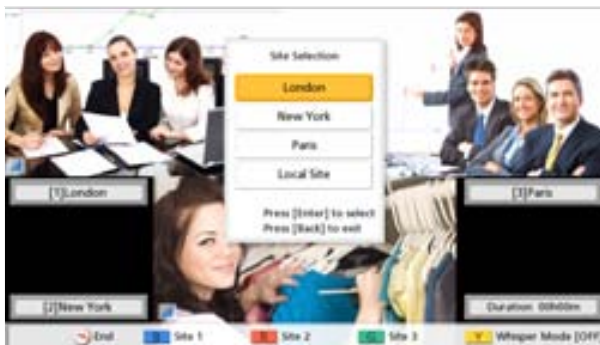 Site Selection
London
New York
Paris
Local Site
Press [Enter] to select
Press [Back] to exit
[1]London
[3]Paris
[2]New York
Duration 00h00m
End
B Site 1
R Site 2
G Site 3
Y Whisper Mode [OFF]